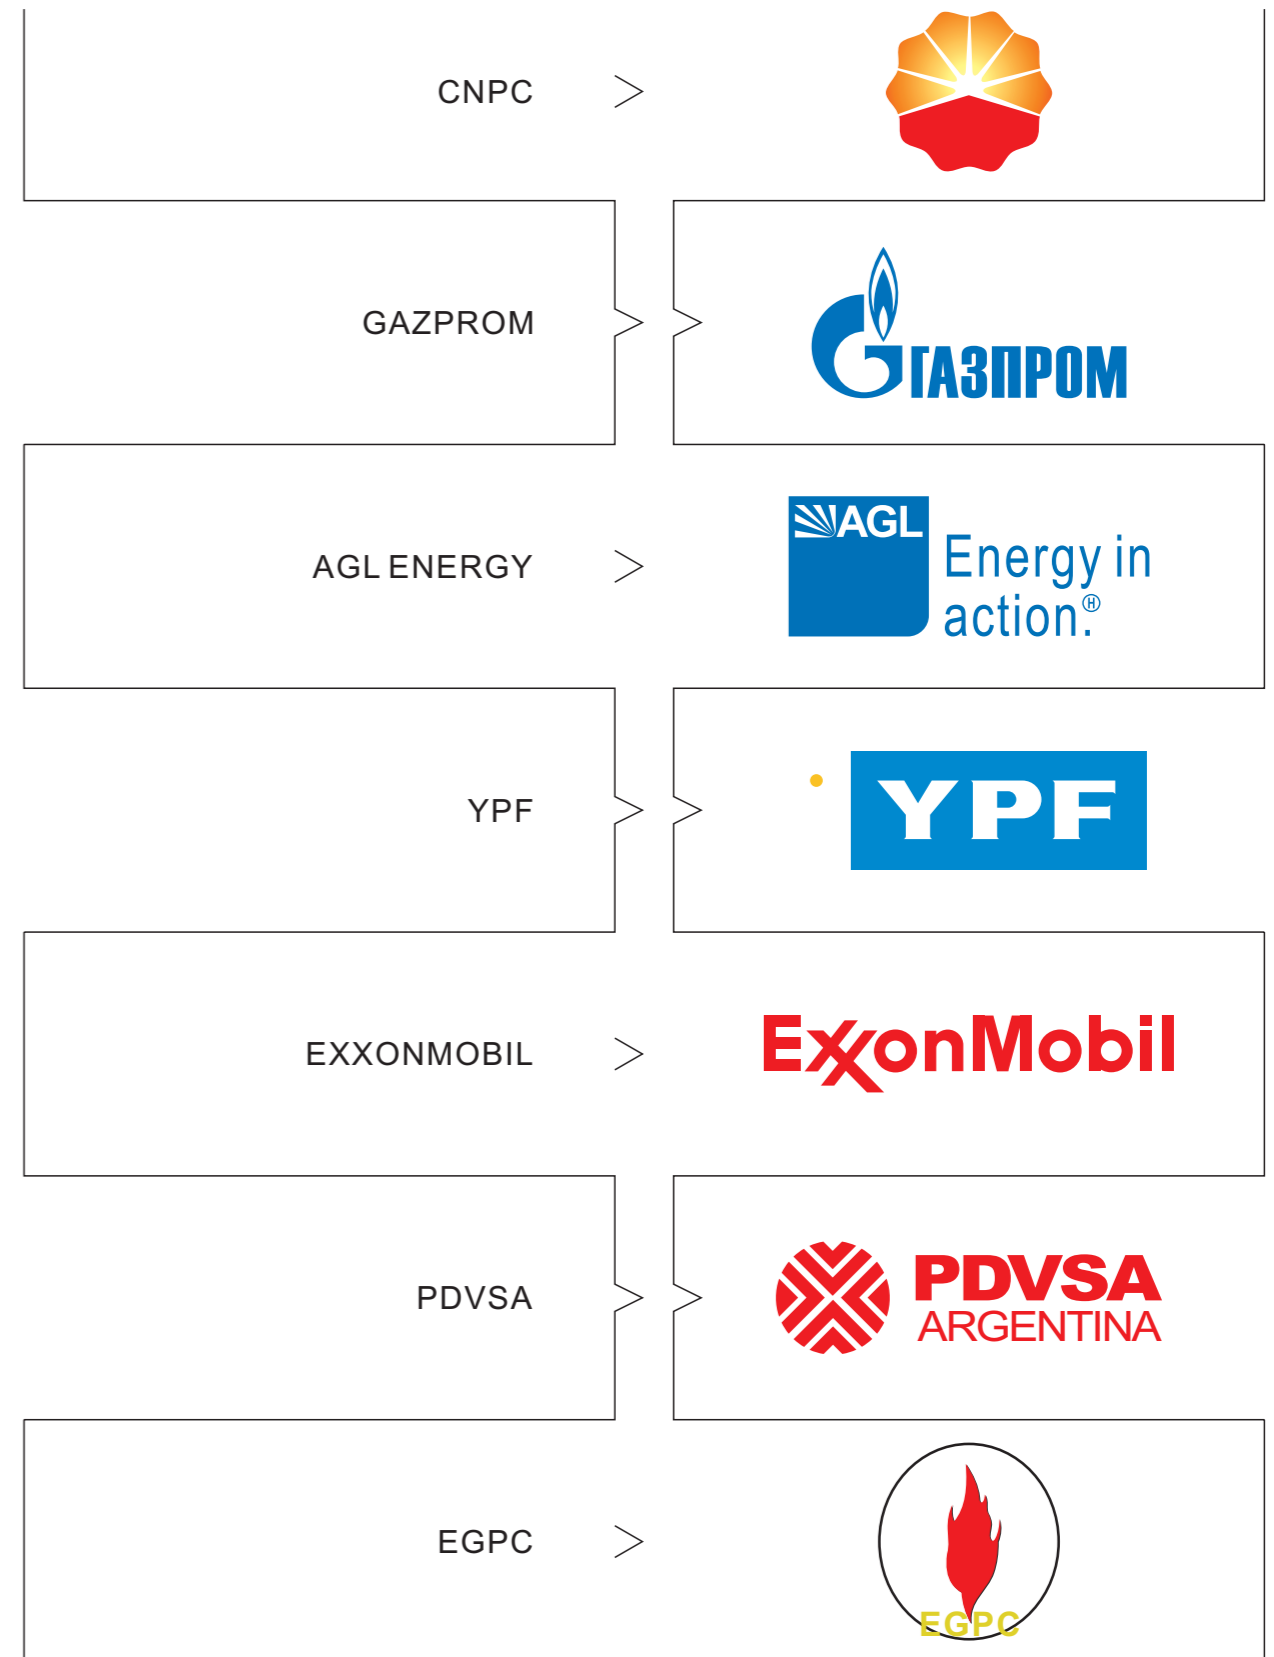 CNPC >
GAZPROM
ГАЗПРОМ
AGL ENERGY >
AGL
Energy in
action.®
YPF
YPF
EXXONMOBIL >
ExxonMobil
PDVSA
PDVSA
ARGENTINA
EGPC >
EGPC